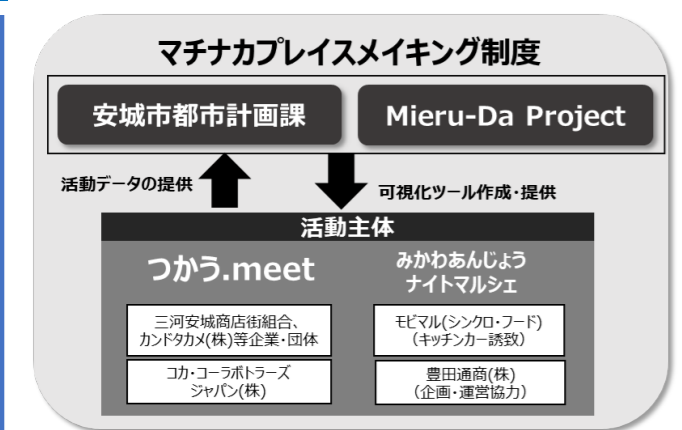 マチナカプレイスメイキング制度
安城市都市計画課
Mieru-Da Project
活動データの提供
可視化ツール作成・提供
活動主体
つかう.meet
三河安城商店街組合、
カンドタカメ(株)等企業・団体
コカ・コーラボトラーズ
ジャパン(株)
みかわあんじょう
ナイトマルシェ
モビマル(シンクロ・フード)
（キッチンカー誘致）
豊田通商(株)
（企画・運営協力）